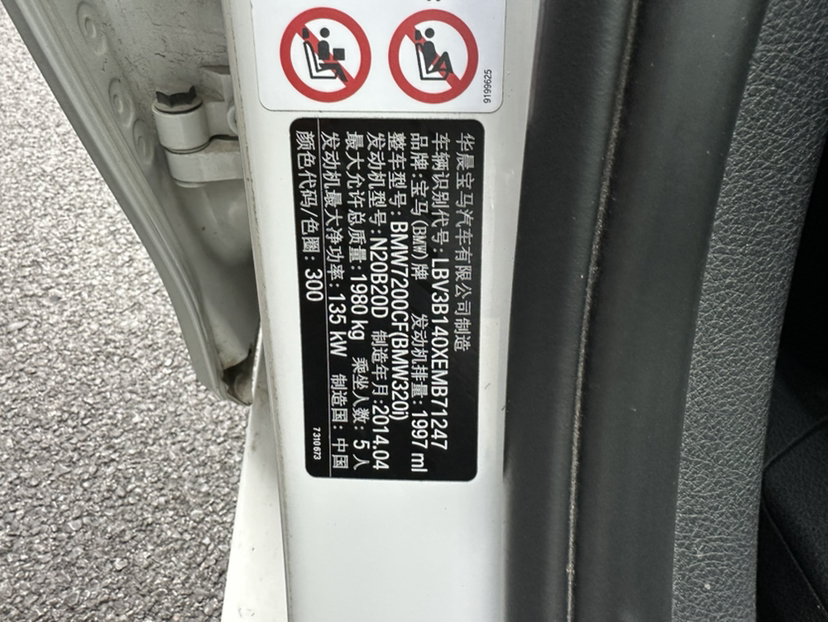 9199625
华晨宝马汽车有限公司制造
车辆识别代号: LBV3B140XEMB71247
品牌:宝马(BMW)牌 发动机排量:1997 ml
整车型号: BMW7200CF(BMW320i)
发动机型号:N20B20D 制造年月:2014.04
最大允许总质量:1980 kg 乘坐人数: 5 人
发动机最大净功率:135 kW 制造国: 中国
颜色代码/色圈: 300
7 310 673